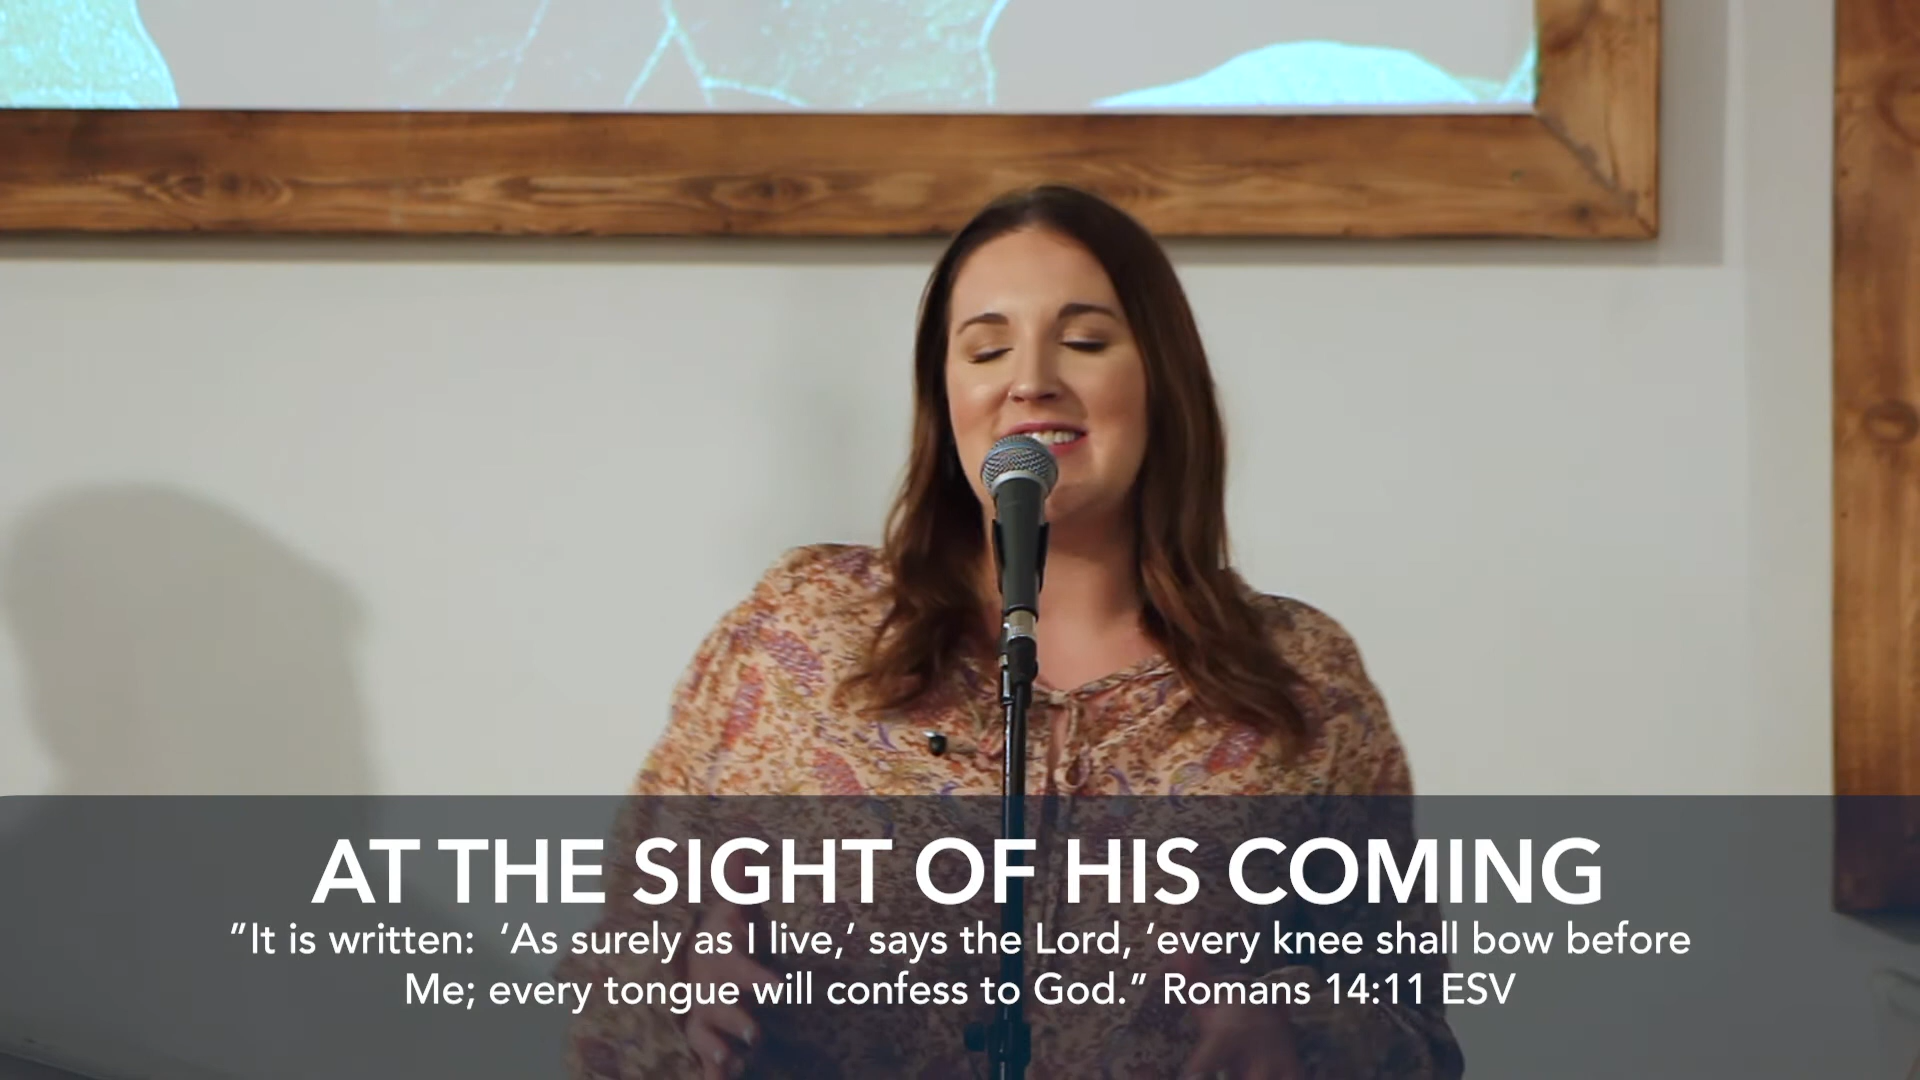 AT THE SIGHT OF HIS COMING
“It is written:  ‘As surely as I live,’ says the Lord, ‘every knee shall bow before
Me; every tongue will confess to God.” Romans 14:11 ESV